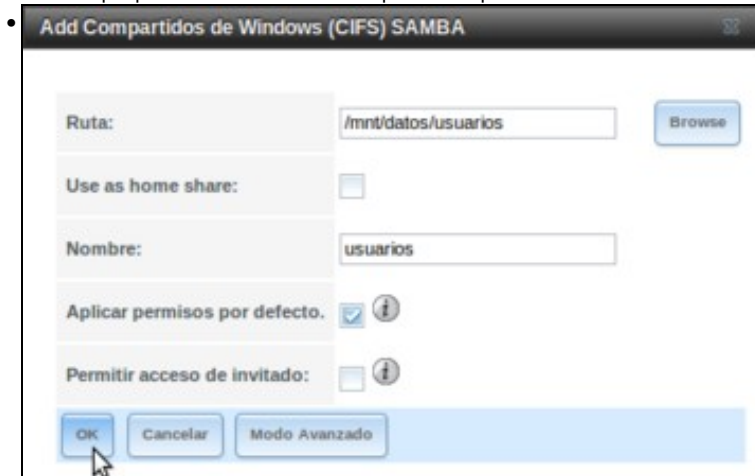 Add Compartidos de Windows (CIFS) SAMBA
Ruta: /mnt/datos/usuarios Browse
Use as home share:
Nombre: usuarios
Aplicar permisos por defecto.
Permitir acceso de invitado:
OK Cancelar Modo Avanzado